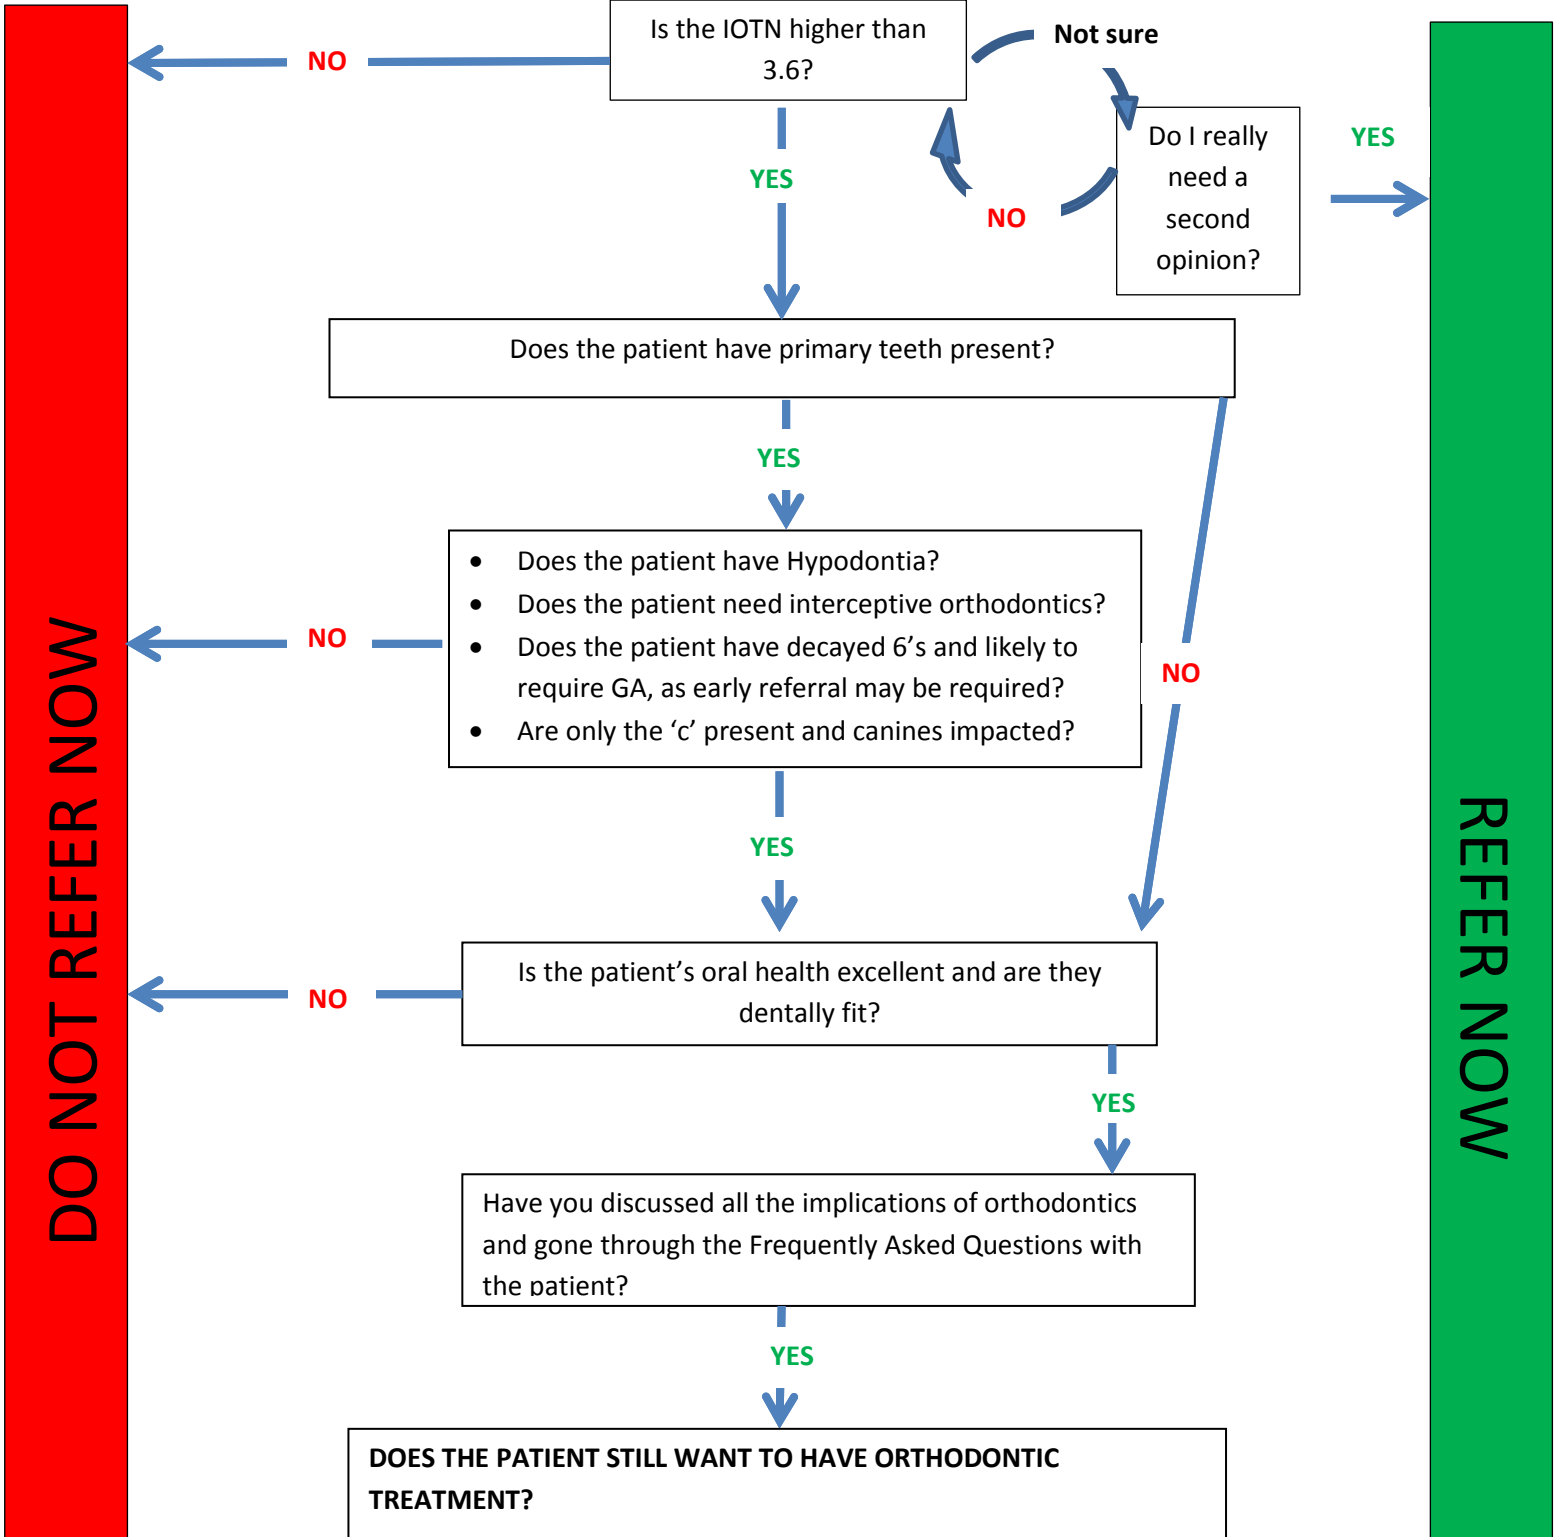 Is the IOTN higher than
3.6?
Not sure
NO
Do I really
need a
second
opinion?
YES
YES
NO
Does the patient have primary teeth present?
YES
• Does the patient have Hypodontia?
• Does the patient need interceptive orthodontics?
• Does the patient have decayed 6’s and likely to
require GA, as early referral may be required?
• Are only the ‘c’ present and canines impacted?
NO
NO
YES
Is the patient’s oral health excellent and are they
dentally fit?
NO
YES
Have you discussed all the implications of orthodontics
and gone through the Frequently Asked Questions with
the patient?
YES
DOES THE PATIENT STILL WANT TO HAVE ORTHODONTIC
TREATMENT?
DO NOT REFER NOW
REFER NOW